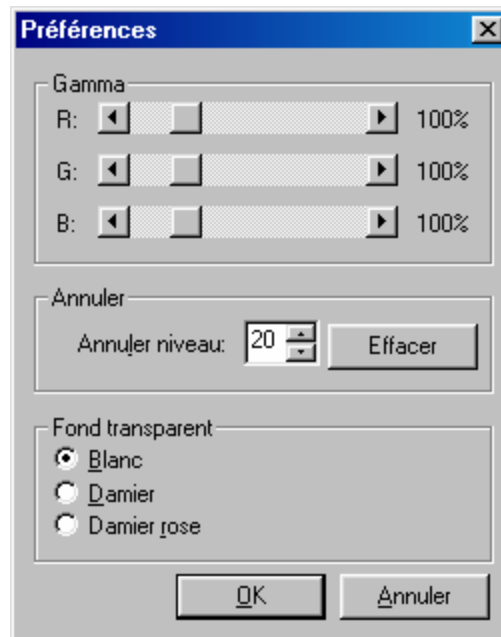 Préférences
Gamma
R: 100%
G: 100%
B: 100%
Annuler
Annuler niveau: 20 Effacer
Fond transparent
Blanc
Damier
Damier rose
OK Annuler